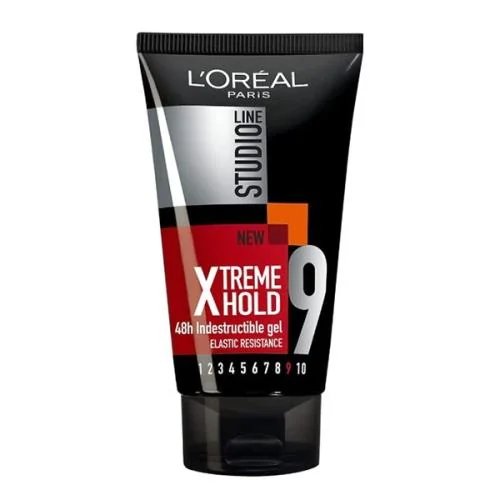 L'ORÉAL
PARIS
STUDIO LINE
NEW
XTREME
HOLD
9
48h Indestructible gel
ELASTIC RESISTANCE
1 2 3 4 5 6 7 8 9 10